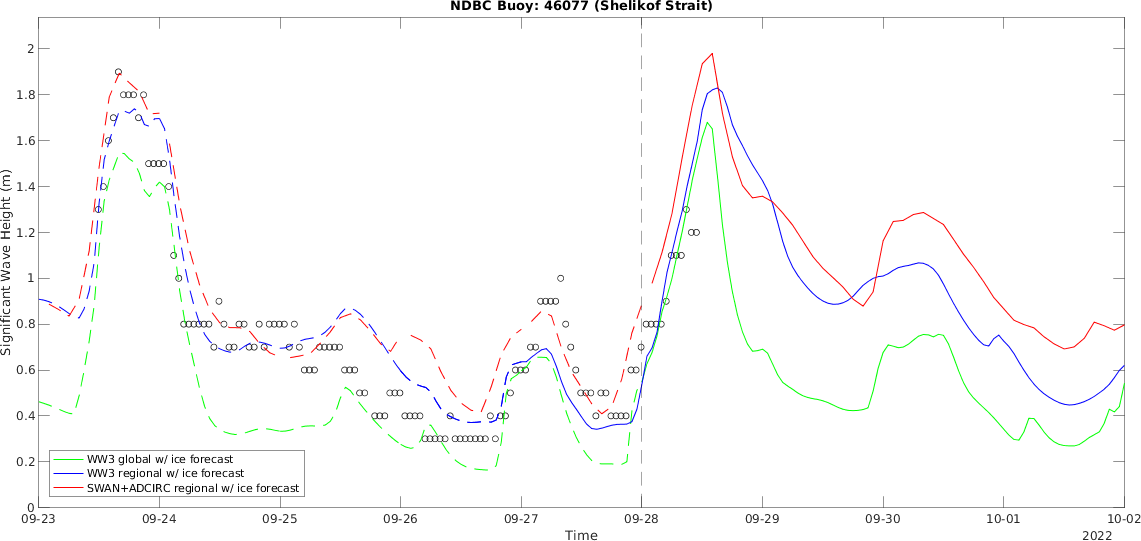 NDBC Buoy: 46077 (Shelikof Strait)
Significant Wave Height (m)
2
1.8
1.6
1.4
1.2
1
0.8
0.6
0.4
0.2
0
WW3 global w/ ice forecast
WW3 regional w/ ice forecast
SWAN+ADCIRC regional w/ ice forecast
09-23 09-24 09-25 09-26 09-27 09-28 09-29 09-30 10-01 10-02
Time
2022